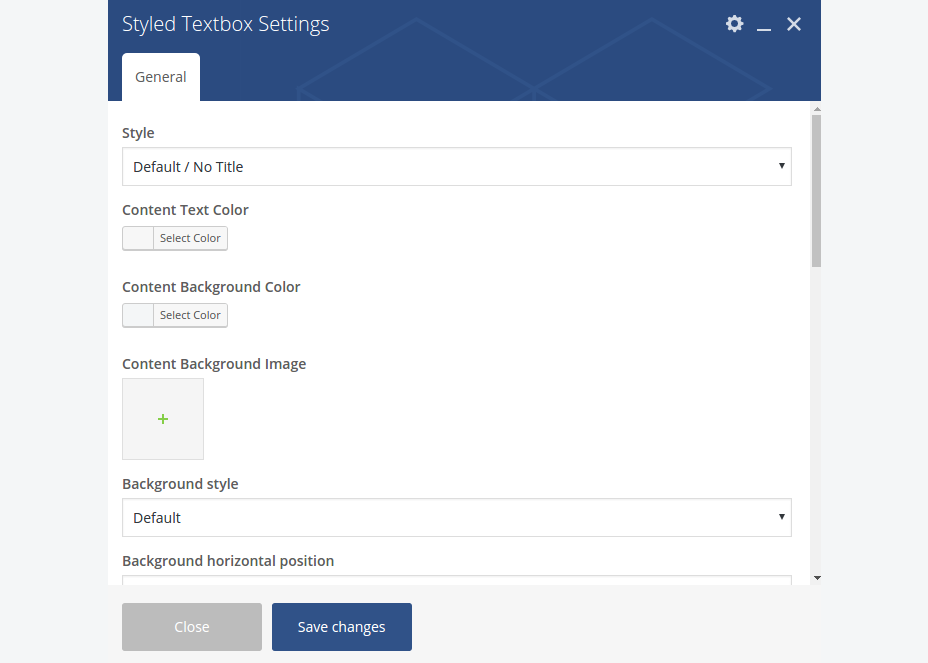 Styled Textbox Settings
General
Style
Default / No Title
Content Text Color
Select Color
Content Background Color
Select Color
Content Background Image
+
Background style
Default
Background horizontal position
Close
Save changes